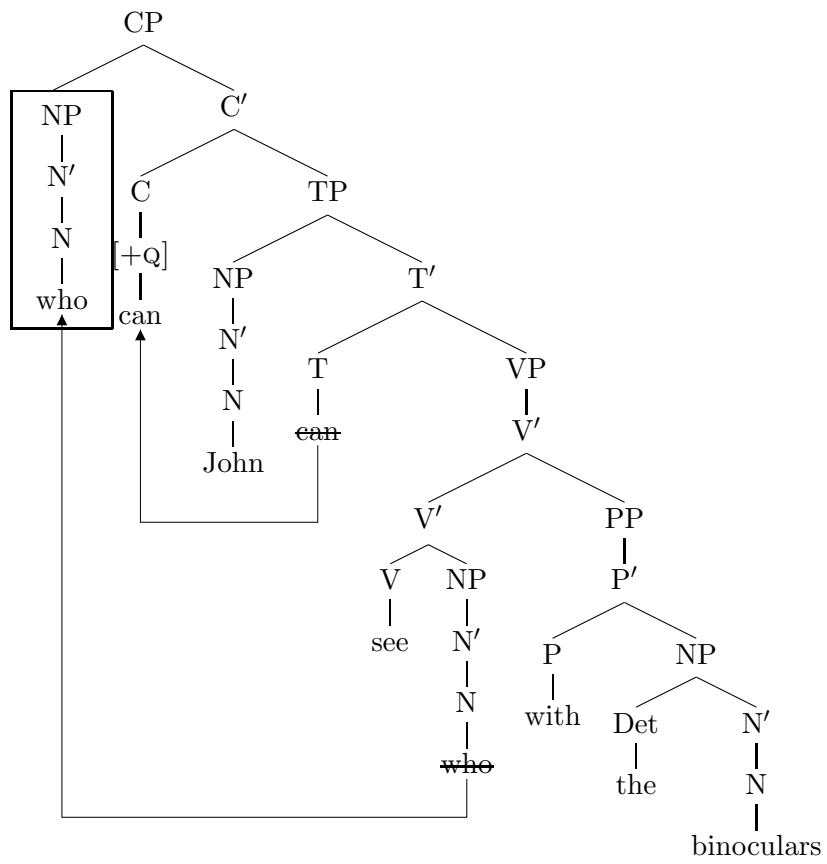 CP
NP C′
N′ C TP
N [+Q] NP T′
who can N′ T VP
N can V′
John
V′ PP
V NP P′
see N′ P NP
N with Det N′
who the N
binoculars